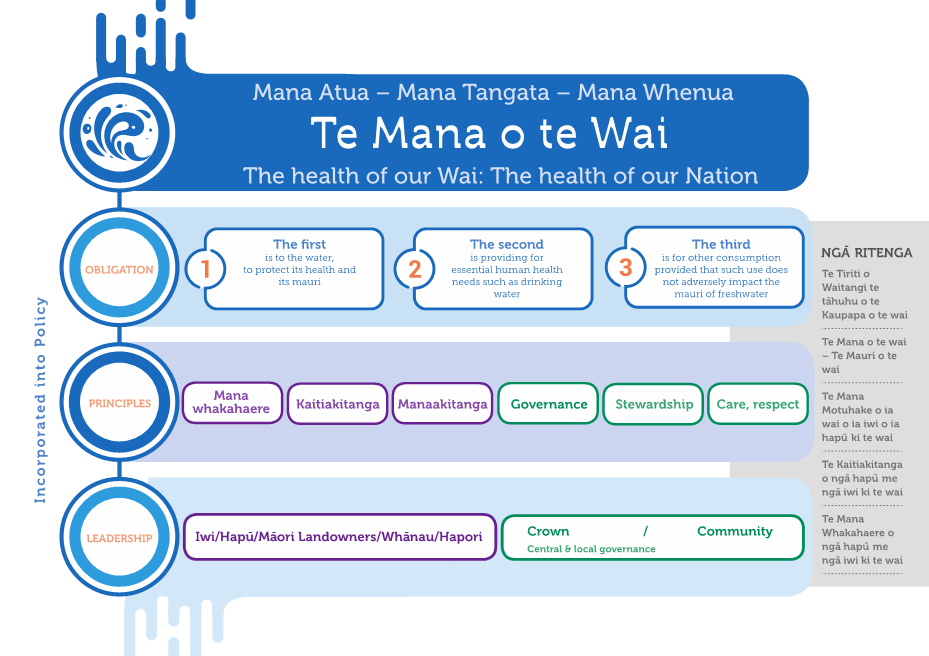 Mana Atua – Mana Tangata – Mana Whenua
Te Mana o te Wai
The health of our Wai: The health of our Nation
Incorporated into Policy
OBLIGATION
1
The first
is to the water,
to protect its health and
its mauri
2
The second
is providing for
essential human health
needs such as drinking
water
3
The third
is for other consumption
provided that such use does
not adversely impact the
mauri of freshwater
PRINCIPLES
Mana
whakahaere
Kaitiakitanga
Manaakitanga
Governance
Stewardship
Care, respect
LEADERSHIP
Iwi/Hapū/Māori Landowners/Whānau/Hapori
Crown / Community
Central & local governance
NGĀ RITENGA
Te Tiriti o
Waitangi te
tāhuhu o te
Kaupapa o te wai
Te Mana o te wai
– Te Mauri o te
wai
Te Mana
Motuhake o ia
wai o ia iwi o ia
hapū ki te wai
Te Kaitiakitanga
o ngā hapū me
ngā iwi ki te wai
Te Mana
Whakahaere o
ngā hapū me
ngā iwi ki te wai